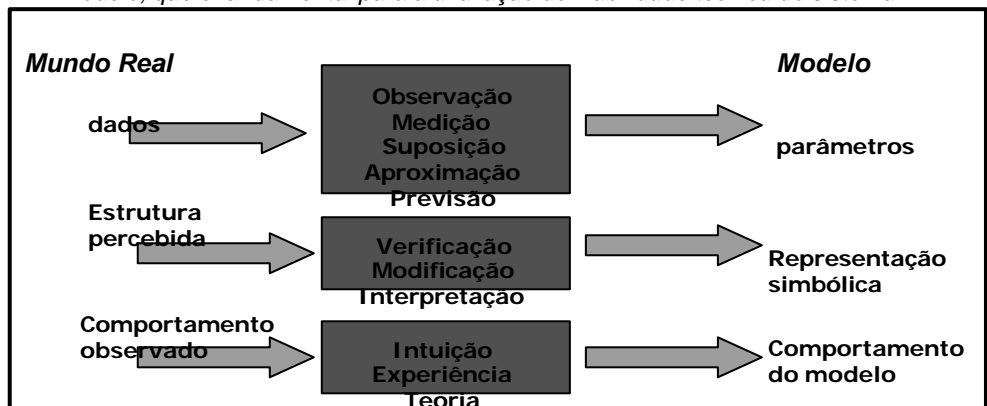 Mundo Real
Modelo
dados
Observação
Medição
Suposição
Aproximação
Previsão
parâmetros
Estrutura
percebida
Verificação
Modificação
Interpretação
Representação
simbólica
Comportamento
observado
Intuição
Experiência
Teoria
Comportamento
do modelo